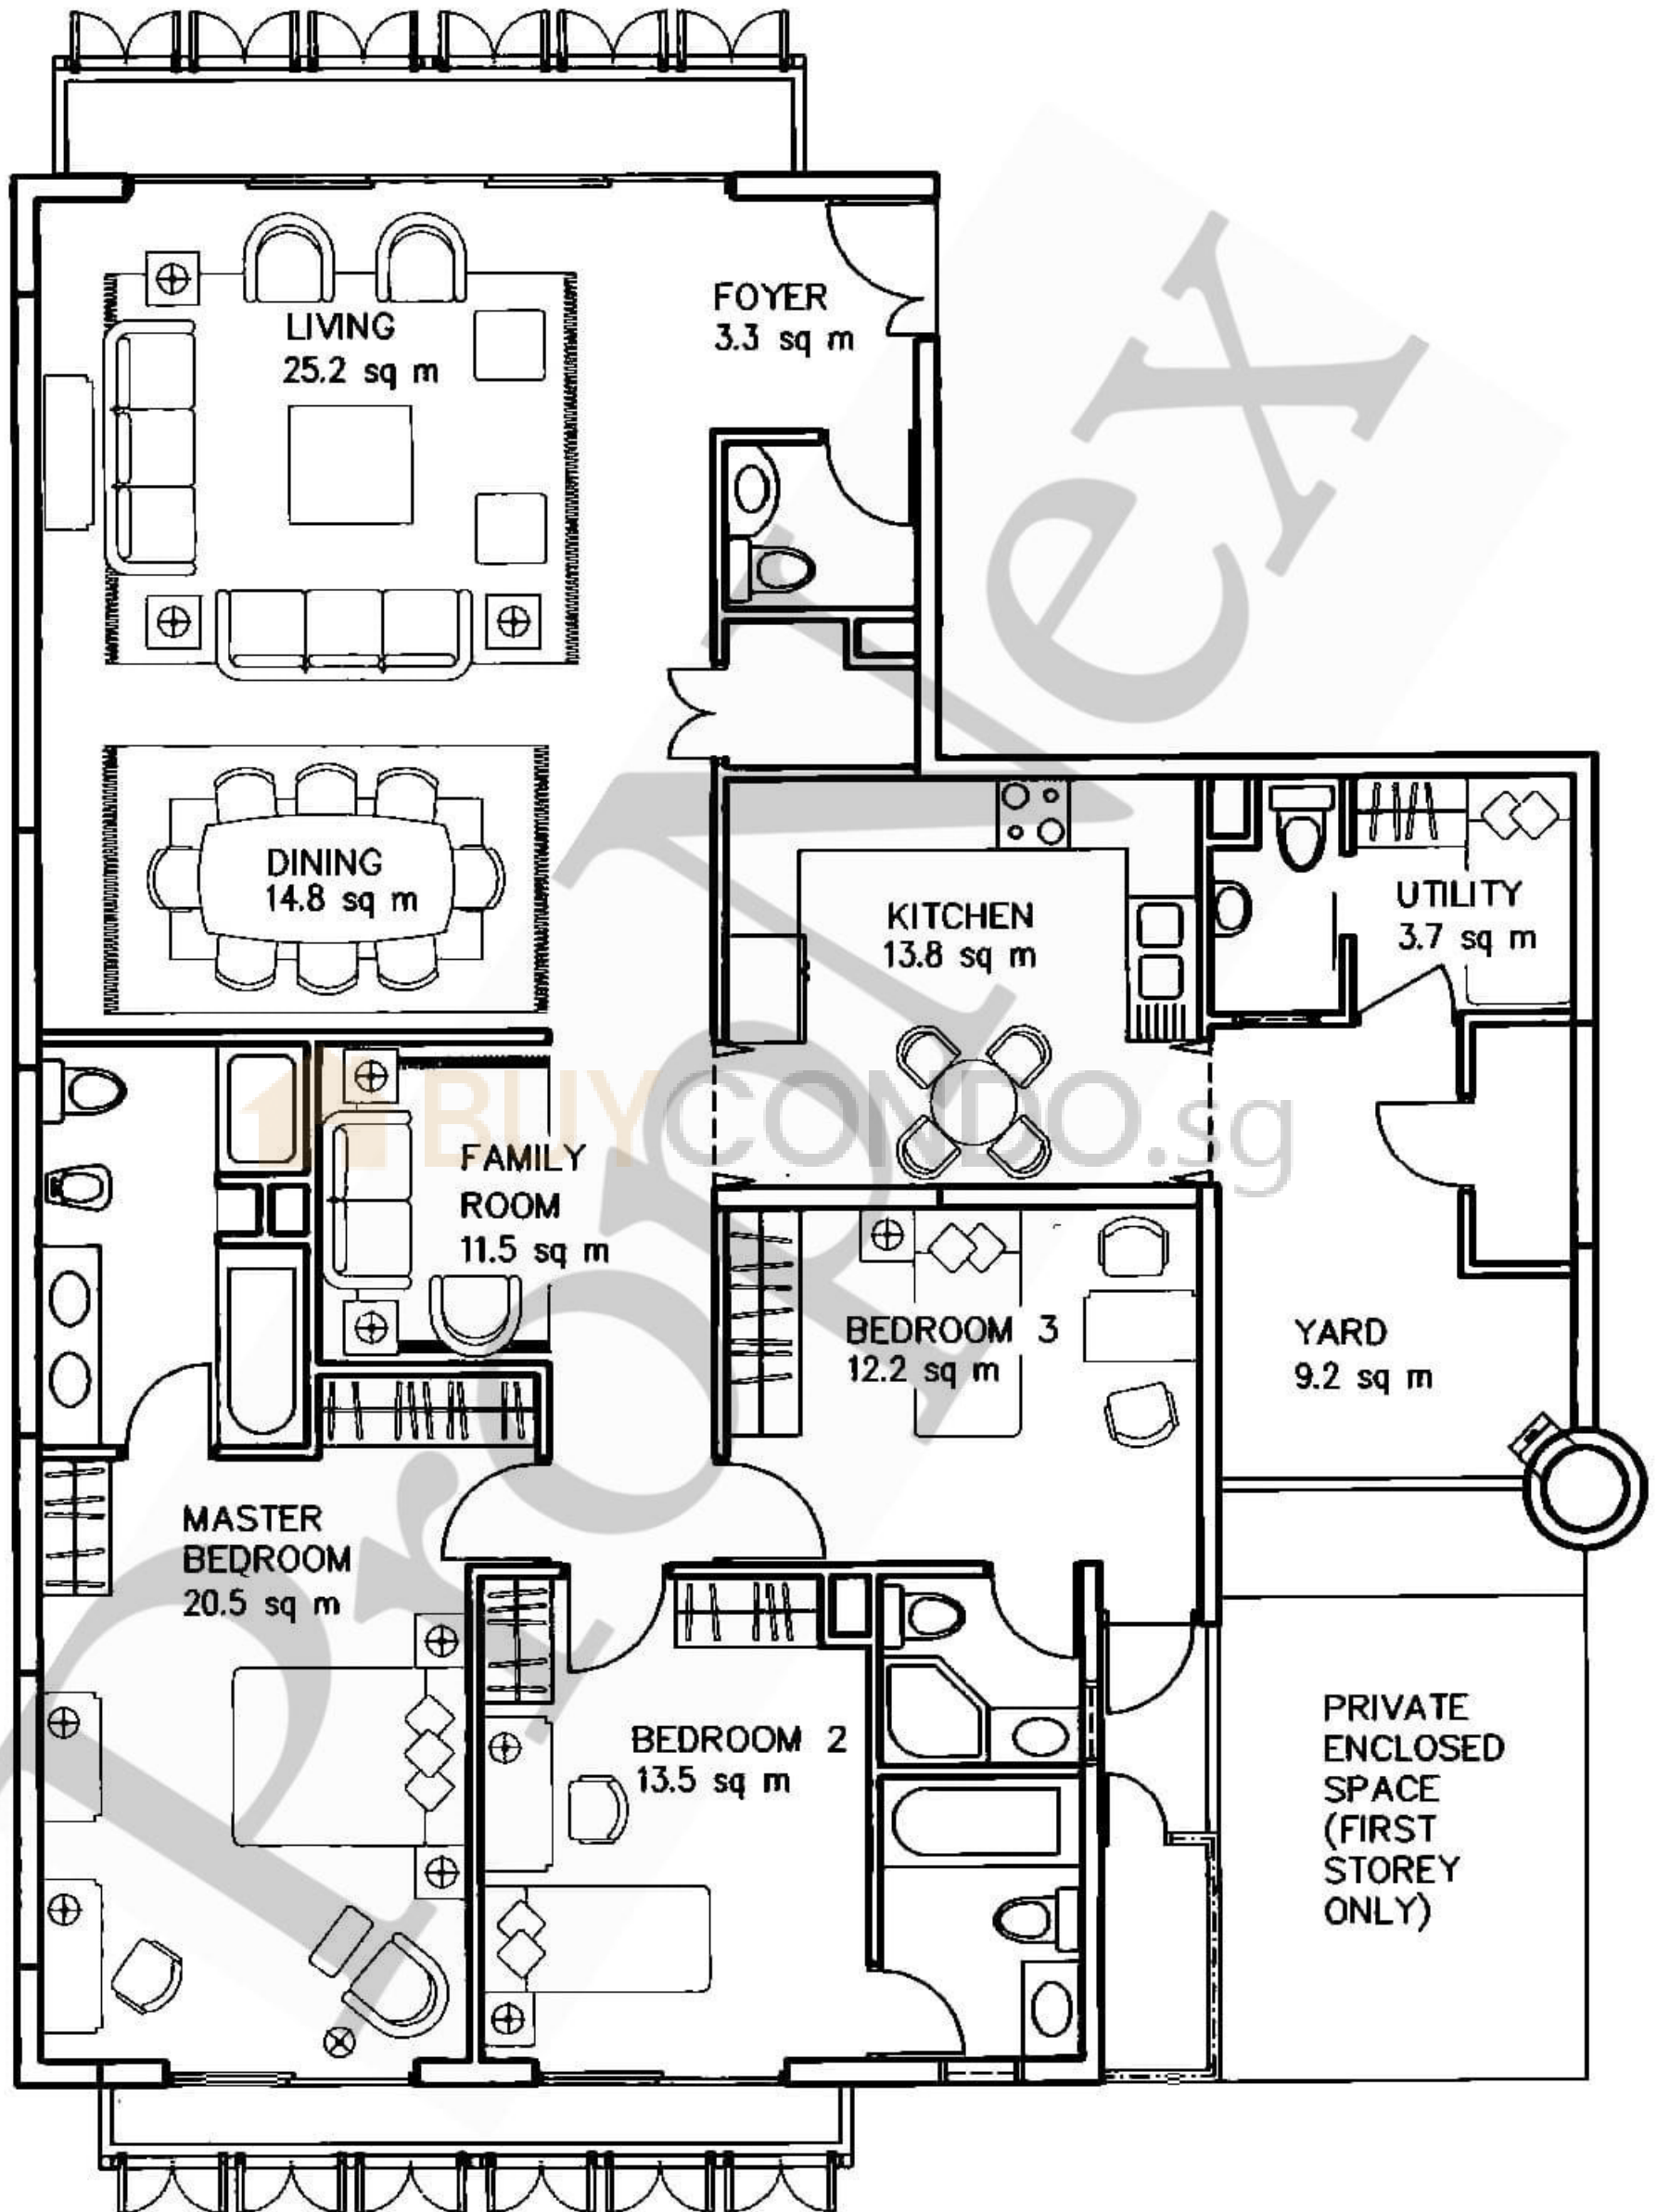 FOYER
3.3 sq m
LIVING
25.2 sq m
DINING
14.8 sq m
KITCHEN
13.8 sq m
UTILITY
3.7 sq m
BUYCONDO.sg
FAMILY
ROOM
11.5 sq m
BEDROOM 3
12.2 sq m
YARD
9.2 sq m
MASTER
BEDROOM
20.5 sq m
BEDROOM 2
13.5 sq m
PRIVATE
ENCLOSED
SPACE
(FIRST
STOREY
ONLY)
PropNex